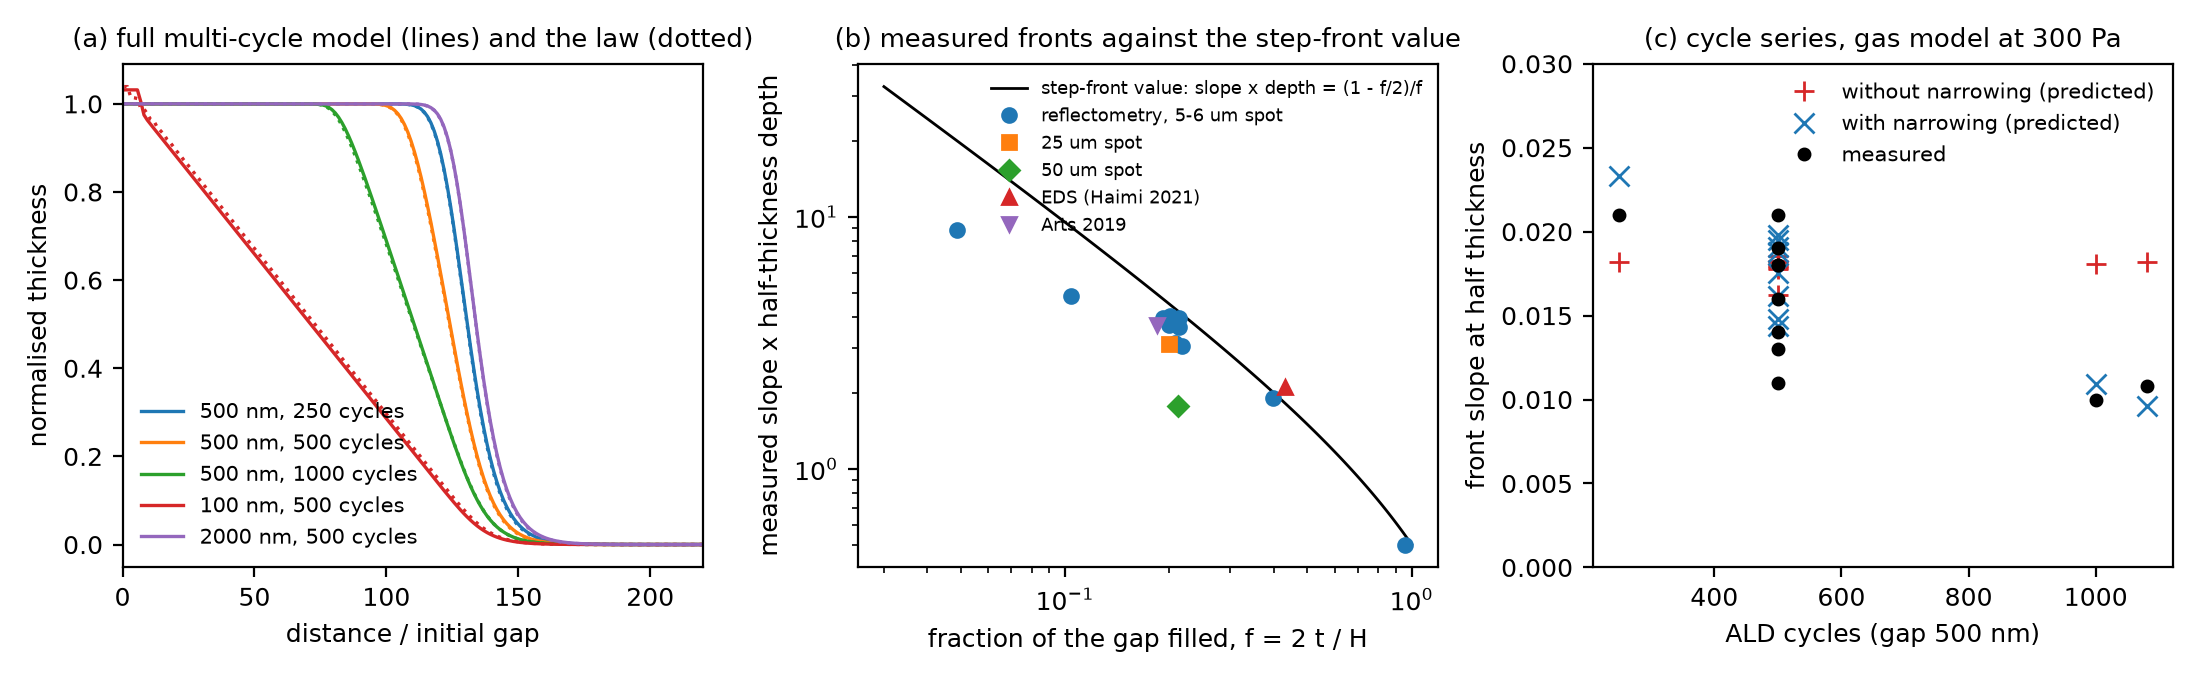 (a) full multi-cycle model (lines) and the law (dotted)
normalised thickness
1.0
0.8
0.6
0.4
0.2
0.0
500 nm, 250 cycles
500 nm, 500 cycles
500 nm, 1000 cycles
100 nm, 500 cycles
2000 nm, 500 cycles
0 50 100 150 200
distance / initial gap
(b) measured fronts against the step-front value
measured slope x half-thickness depth
10¹
10⁰
step-front value: slope x depth = (1 - f/2)/f
reflectometry, 5-6 um spot
25 um spot
50 um spot
EDS (Haimi 2021)
Arts 2019
10⁻¹ 10⁰
fraction of the gap filled, f = 2 t / H
(c) cycle series, gas model at 300 Pa
front slope at half thickness
0.030
0.025
0.020
0.015
0.010
0.005
0.000
without narrowing (predicted)
with narrowing (predicted)
measured
400 600 800 1000
ALD cycles (gap 500 nm)